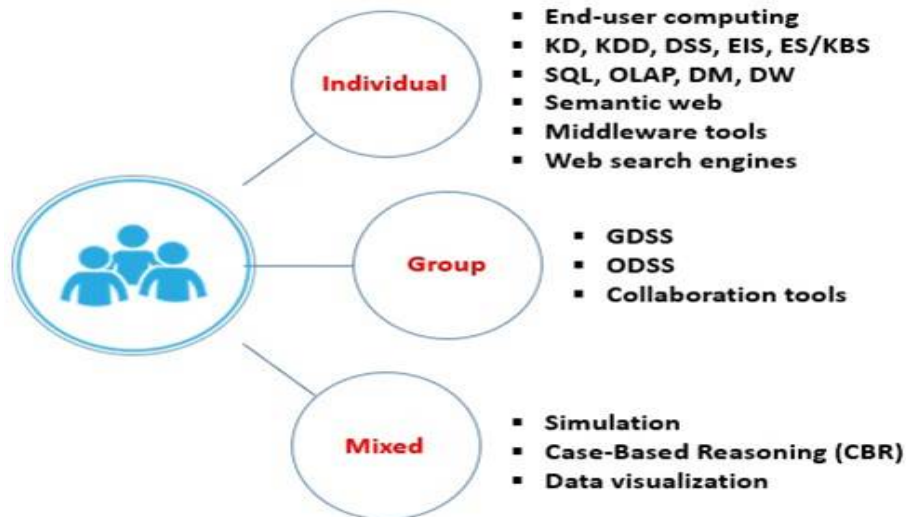 Individual
▪ End-user computing
▪ KD, KDD, DSS, EIS, ES/KBS
▪ SQL, OLAP, DM, DW
▪ Semantic web
▪ Middleware tools
▪ Web search engines
Group
▪ GDSS
▪ ODSS
▪ Collaboration tools
Mixed
▪ Simulation
▪ Case-Based Reasoning (CBR)
▪ Data visualization